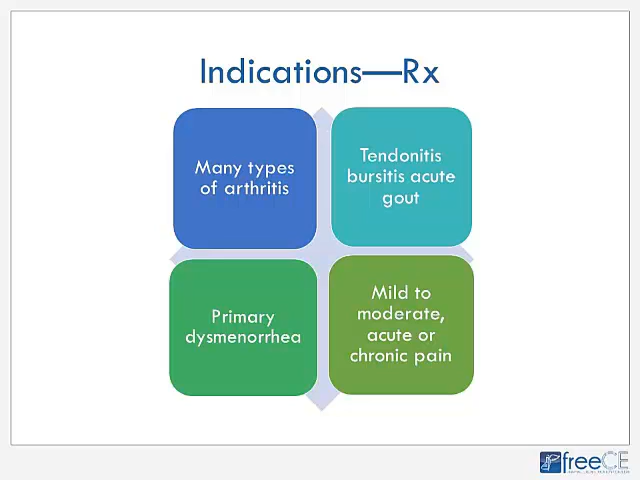 Indications—Rx
Many types
of arthritis
Tendonitis
bursitis acute
gout
Primary
dysmenorrhea
Mild to
moderate,
acute or
chronic pain
freeCE